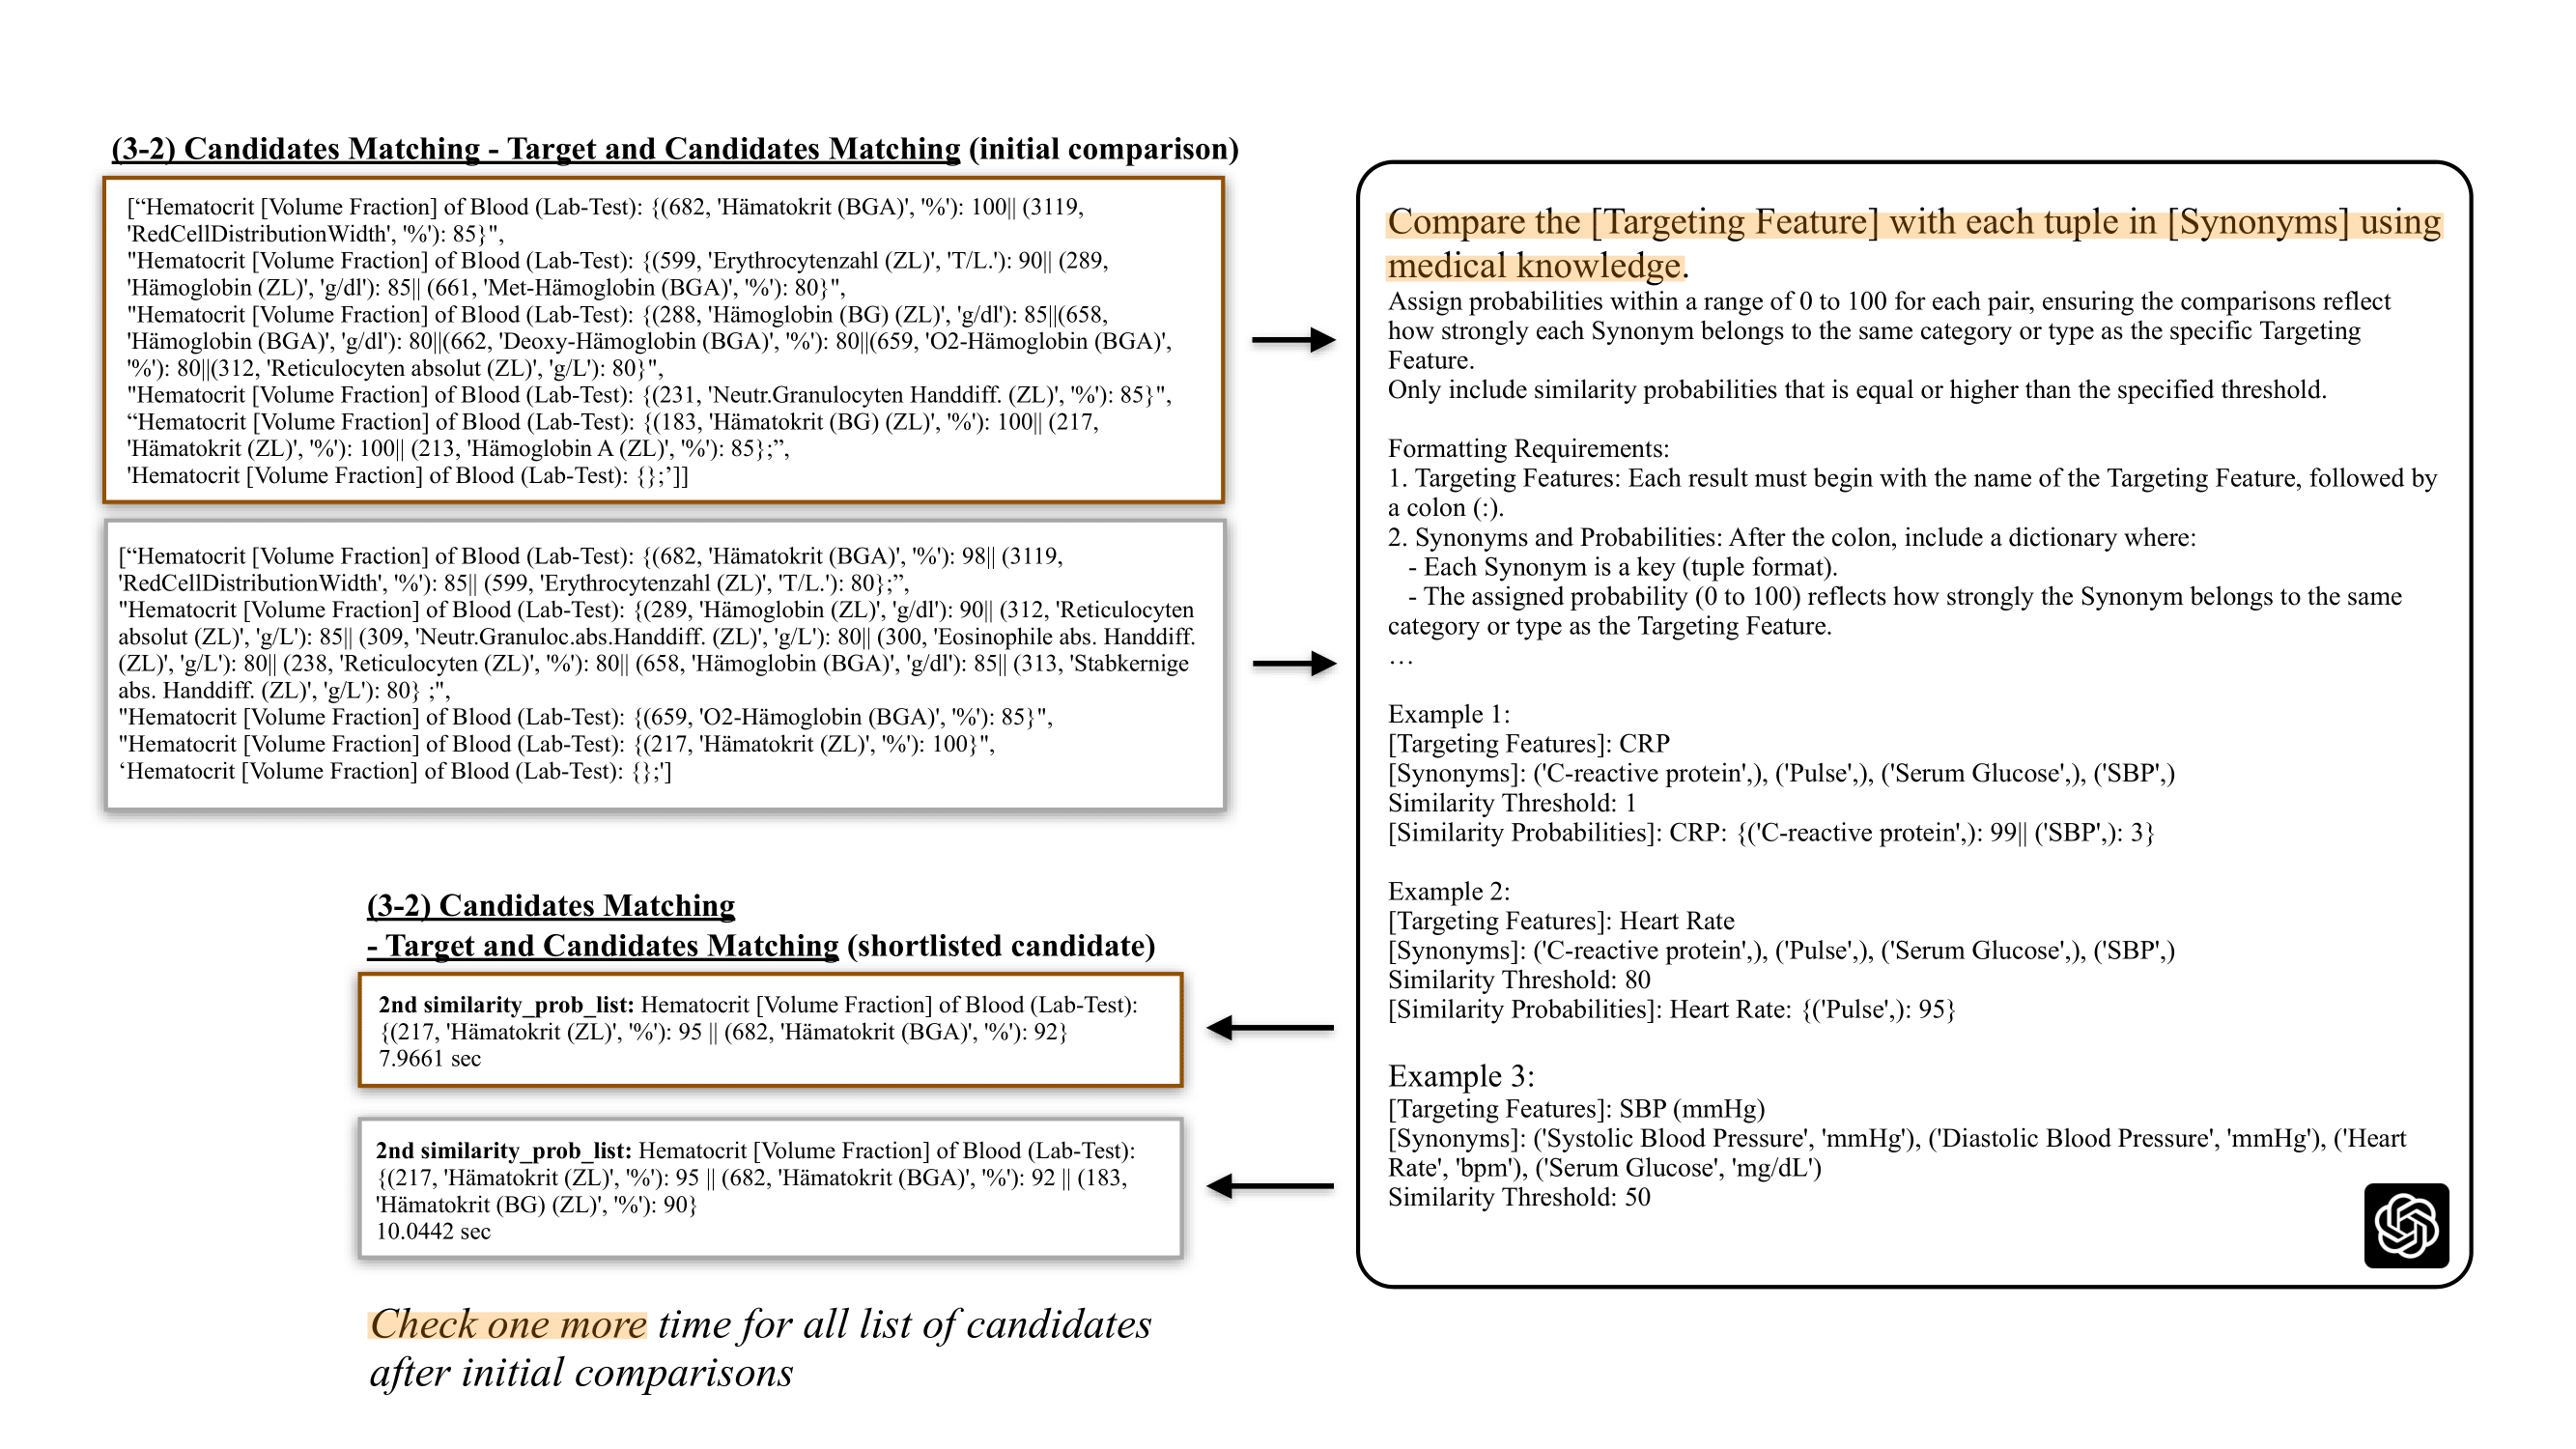 (3-2) Candidates Matching - Target and Candidates Matching (initial comparison)
[“Hematocrit [Volume Fraction] of Blood (Lab-Test): {(682, 'Hämatokrit (BGA)', '%'): 100|| (3119,
'RedCellDistributionWidth', '%'): 85}",
"Hematocrit [Volume Fraction] of Blood (Lab-Test): {(599, 'Erythrocytenzahl (ZL)', 'T/L.'): 90|| (289,
'Hämoglobin (ZL)', 'g/dl'): 85|| (661, 'Met-Hämoglobin (BGA)', '%'): 80}",
"Hematocrit [Volume Fraction] of Blood (Lab-Test): {(288, 'Hämoglobin (BG) (ZL)', 'g/dl'): 85||(658,
'Hämoglobin (BGA)', 'g/dl'): 80||(662, 'Deoxy-Hämoglobin (BGA)', '%'): 80||(659, 'O2-Hämoglobin (BGA)',
'%'): 80||(312, 'Reticulocyten absolut (ZL)', 'g/L'): 80}",
"Hematocrit [Volume Fraction] of Blood (Lab-Test): {(231, 'Neutr.Granulocyten Handdiff. (ZL)', '%'): 85}",
“Hematocrit [Volume Fraction] of Blood (Lab-Test): {(183, 'Hämatokrit (BG) (ZL)', '%'): 100|| (217,
'Hämatokrit (ZL)', '%'): 100|| (213, 'Hämoglobin A (ZL)', '%'): 85};”,
'Hematocrit [Volume Fraction] of Blood (Lab-Test): {};’]]
[“Hematocrit [Volume Fraction] of Blood (Lab-Test): {(682, 'Hämatokrit (BGA)', '%'): 98|| (3119,
'RedCellDistributionWidth', '%'): 85|| (599, 'Erythrocytenzahl (ZL)', 'T/L.'): 80};”,
"Hematocrit [Volume Fraction] of Blood (Lab-Test): {(289, 'Hämoglobin (ZL)', 'g/dl'): 90|| (312, 'Reticulocyten
absolut (ZL)', 'g/L'): 85|| (309, 'Neutr.Granuloc.abs.Handdiff. (ZL)', 'g/L'): 80|| (300, 'Eosinophile abs. Handdiff.
(ZL)', 'g/L'): 80|| (238, 'Reticulocyten (ZL)', '%'): 80|| (658, 'Hämoglobin (BGA)', 'g/dl'): 85|| (313, 'Stabkernige
abs. Handdiff. (ZL)', 'g/L'): 80} ;",
"Hematocrit [Volume Fraction] of Blood (Lab-Test): {(659, 'O2-Hämoglobin (BGA)', '%'): 85}",
"Hematocrit [Volume Fraction] of Blood (Lab-Test): {(217, 'Hämatokrit (ZL)', '%'): 100}",
‘Hematocrit [Volume Fraction] of Blood (Lab-Test): {};']
Compare the [Targeting Feature] with each tuple in [Synonyms] using
medical knowledge.
Assign probabilities within a range of 0 to 100 for each pair, ensuring the comparisons reflect
how strongly each Synonym belongs to the same category or type as the specific Targeting
Feature.
Only include similarity probabilities that is equal or higher than the specified threshold.
Formatting Requirements:
1. Targeting Features: Each result must begin with the name of the Targeting Feature, followed by
a colon (:).
2. Synonyms and Probabilities: After the colon, include a dictionary where:
- Each Synonym is a key (tuple format).
- The assigned probability (0 to 100) reflects how strongly the Synonym belongs to the same
category or type as the Targeting Feature.
…
Example 1:
[Targeting Features]: CRP
[Synonyms]: ('C-reactive protein',), ('Pulse',), ('Serum Glucose',), ('SBP',)
Similarity Threshold: 1
[Similarity Probabilities]: CRP: {('C-reactive protein',): 99|| ('SBP',): 3}
Example 2:
[Targeting Features]: Heart Rate
[Synonyms]: ('C-reactive protein',), ('Pulse',), ('Serum Glucose',), ('SBP',)
Similarity Threshold: 80
[Similarity Probabilities]: Heart Rate: {('Pulse',): 95}
Example 3:
[Targeting Features]: SBP (mmHg)
[Synonyms]: ('Systolic Blood Pressure', 'mmHg'), ('Diastolic Blood Pressure', 'mmHg'), ('Heart
Rate', 'bpm'), ('Serum Glucose', 'mg/dL')
Similarity Threshold: 50
(3-2) Candidates Matching
- Target and Candidates Matching (shortlisted candidate)
2nd similarity_prob_list: Hematocrit [Volume Fraction] of Blood (Lab-Test):
{(217, 'Hämatokrit (ZL)', '%'): 95 || (682, 'Hämatokrit (BGA)', '%'): 92}
7.9661 sec
2nd similarity_prob_list: Hematocrit [Volume Fraction] of Blood (Lab-Test):
{(217, 'Hämatokrit (ZL)', '%'): 95 || (682, 'Hämatokrit (BGA)', '%'): 92 || (183,
'Hämatokrit (BG) (ZL)', '%'): 90}
10.0442 sec
Check one more time for all list of candidates
after initial comparisons